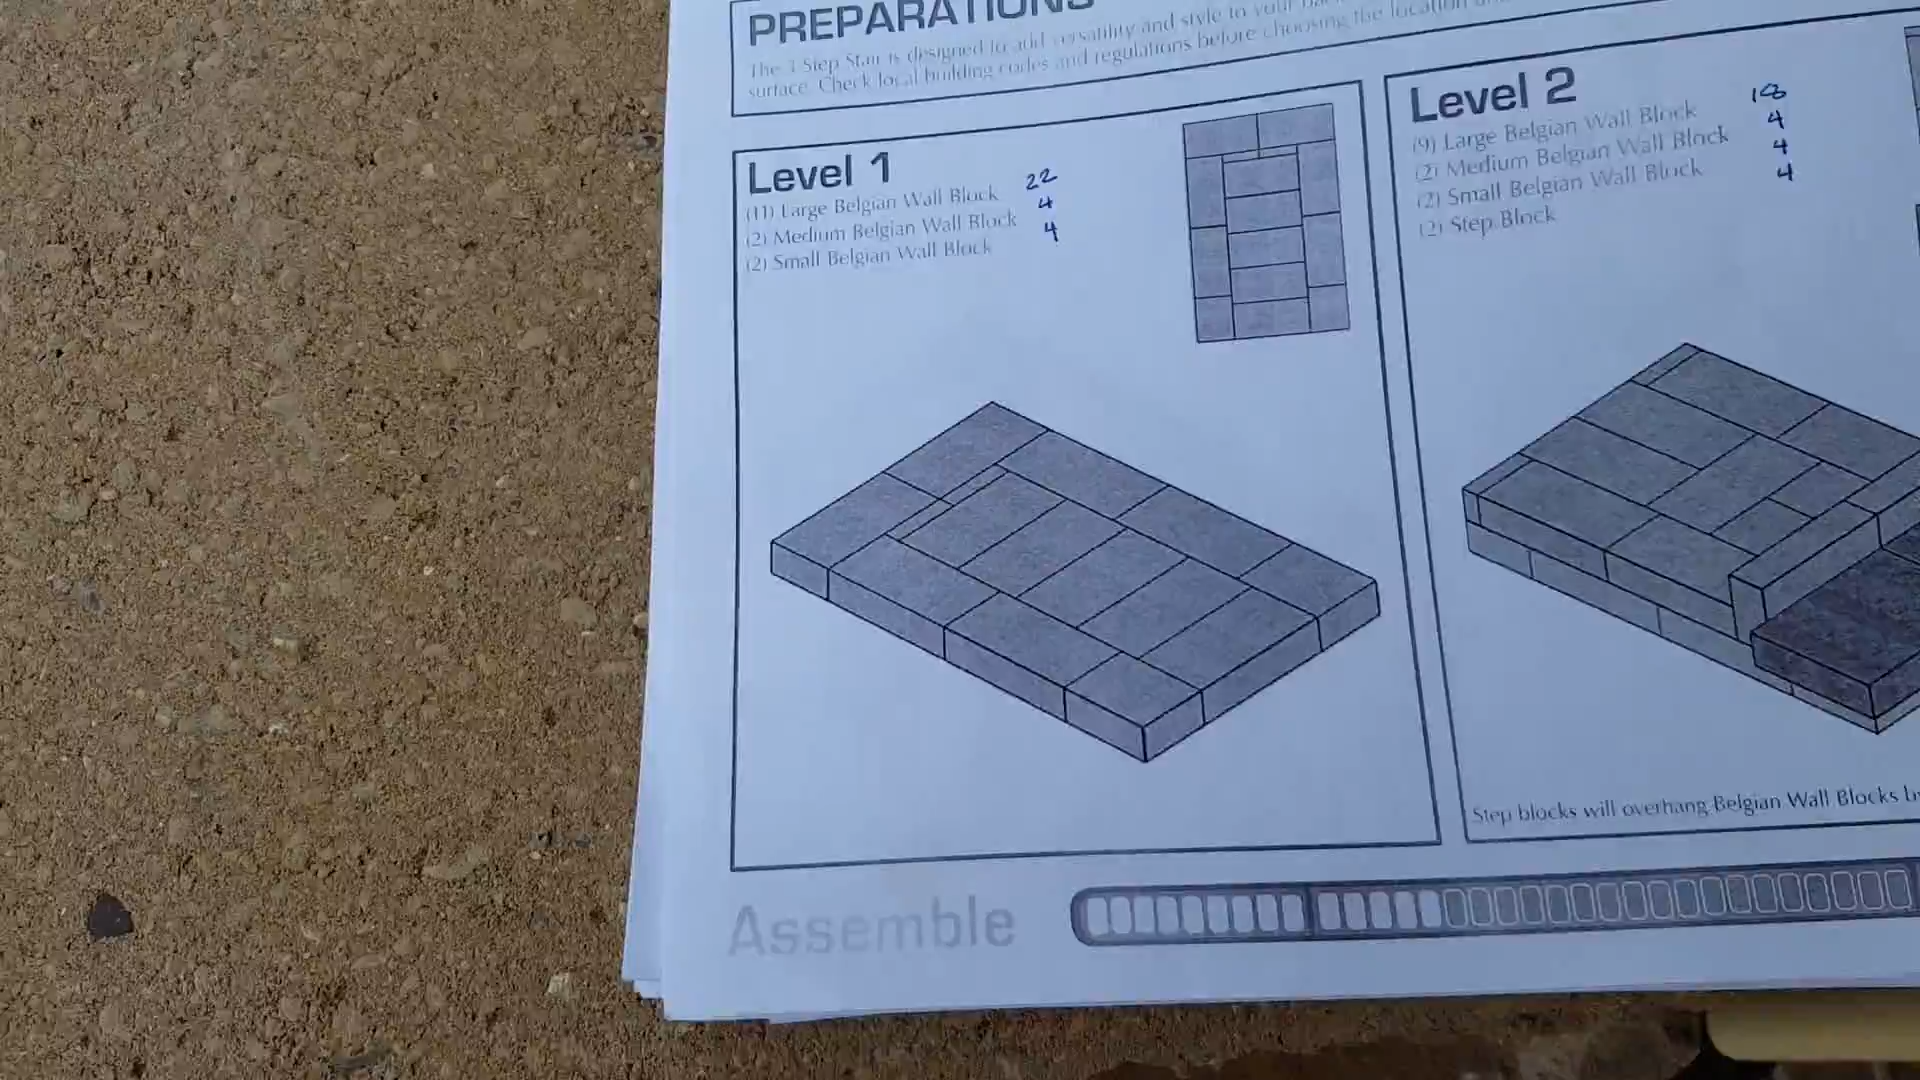 PREPARATIONS
The 3 Step Stair is designed to add versatility and style to your
surface. Check local building codes and regulations before choosing the location
Level 1
(11) Large Belgian Wall Block 22
(2) Medium Belgian Wall Block 4
(2) Small Belgian Wall Block 4
Level 2
(9) Large Belgian Wall Block 18
(2) Medium Belgian Wall Block 4
(2) Small Belgian Wall Block 4
(2) Step Block 4
Step blocks will overhang Belgian Wall Blocks
Assemble